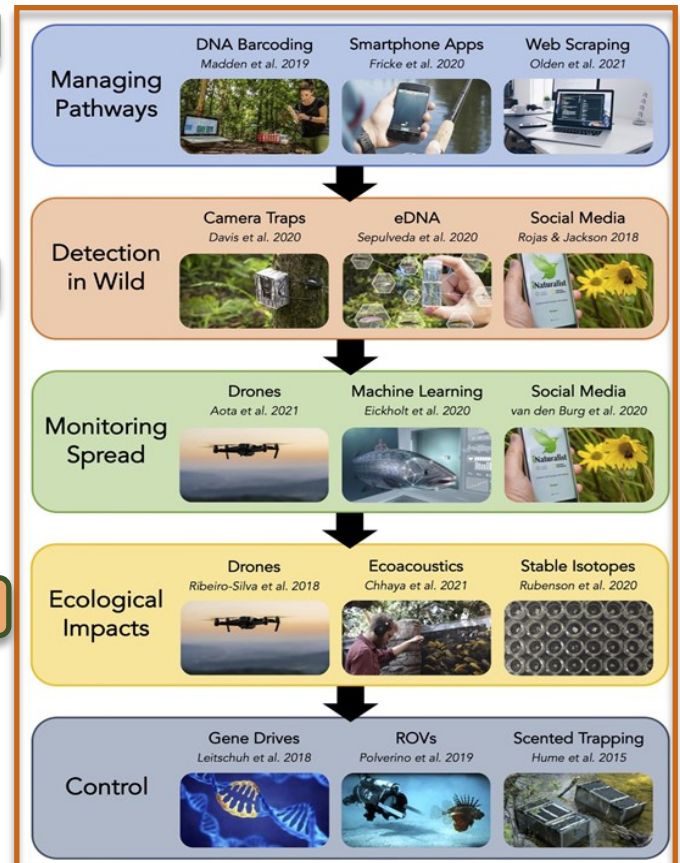 DNA Barcoding
Madden et al. 2019
Smartphone Apps
Fricke et al. 2020
Web Scraping
Olden et al. 2021
Managing
Pathways
Camera Traps
Davis et al. 2020
eDNA
Sepulveda et al. 2020
Social Media
Rojas & Jackson 2018
Detection
in Wild
iNaturalist
Drones
Aota et al. 2021
Machine Learning
Eickholt et al. 2020
Social Media
van den Burg et al. 2020
Monitoring
Spread
iNaturalist
Drones
Ribeiro-Silva et al. 2018
Ecoacoustics
Chhaya et al. 2021
Stable Isotopes
Rubenson et al. 2020
Ecological
Impacts
Gene Drives
Leitschuh et al. 2018
ROVs
Polverino et al. 2019
Scented Trapping
Hume et al. 2015
Control